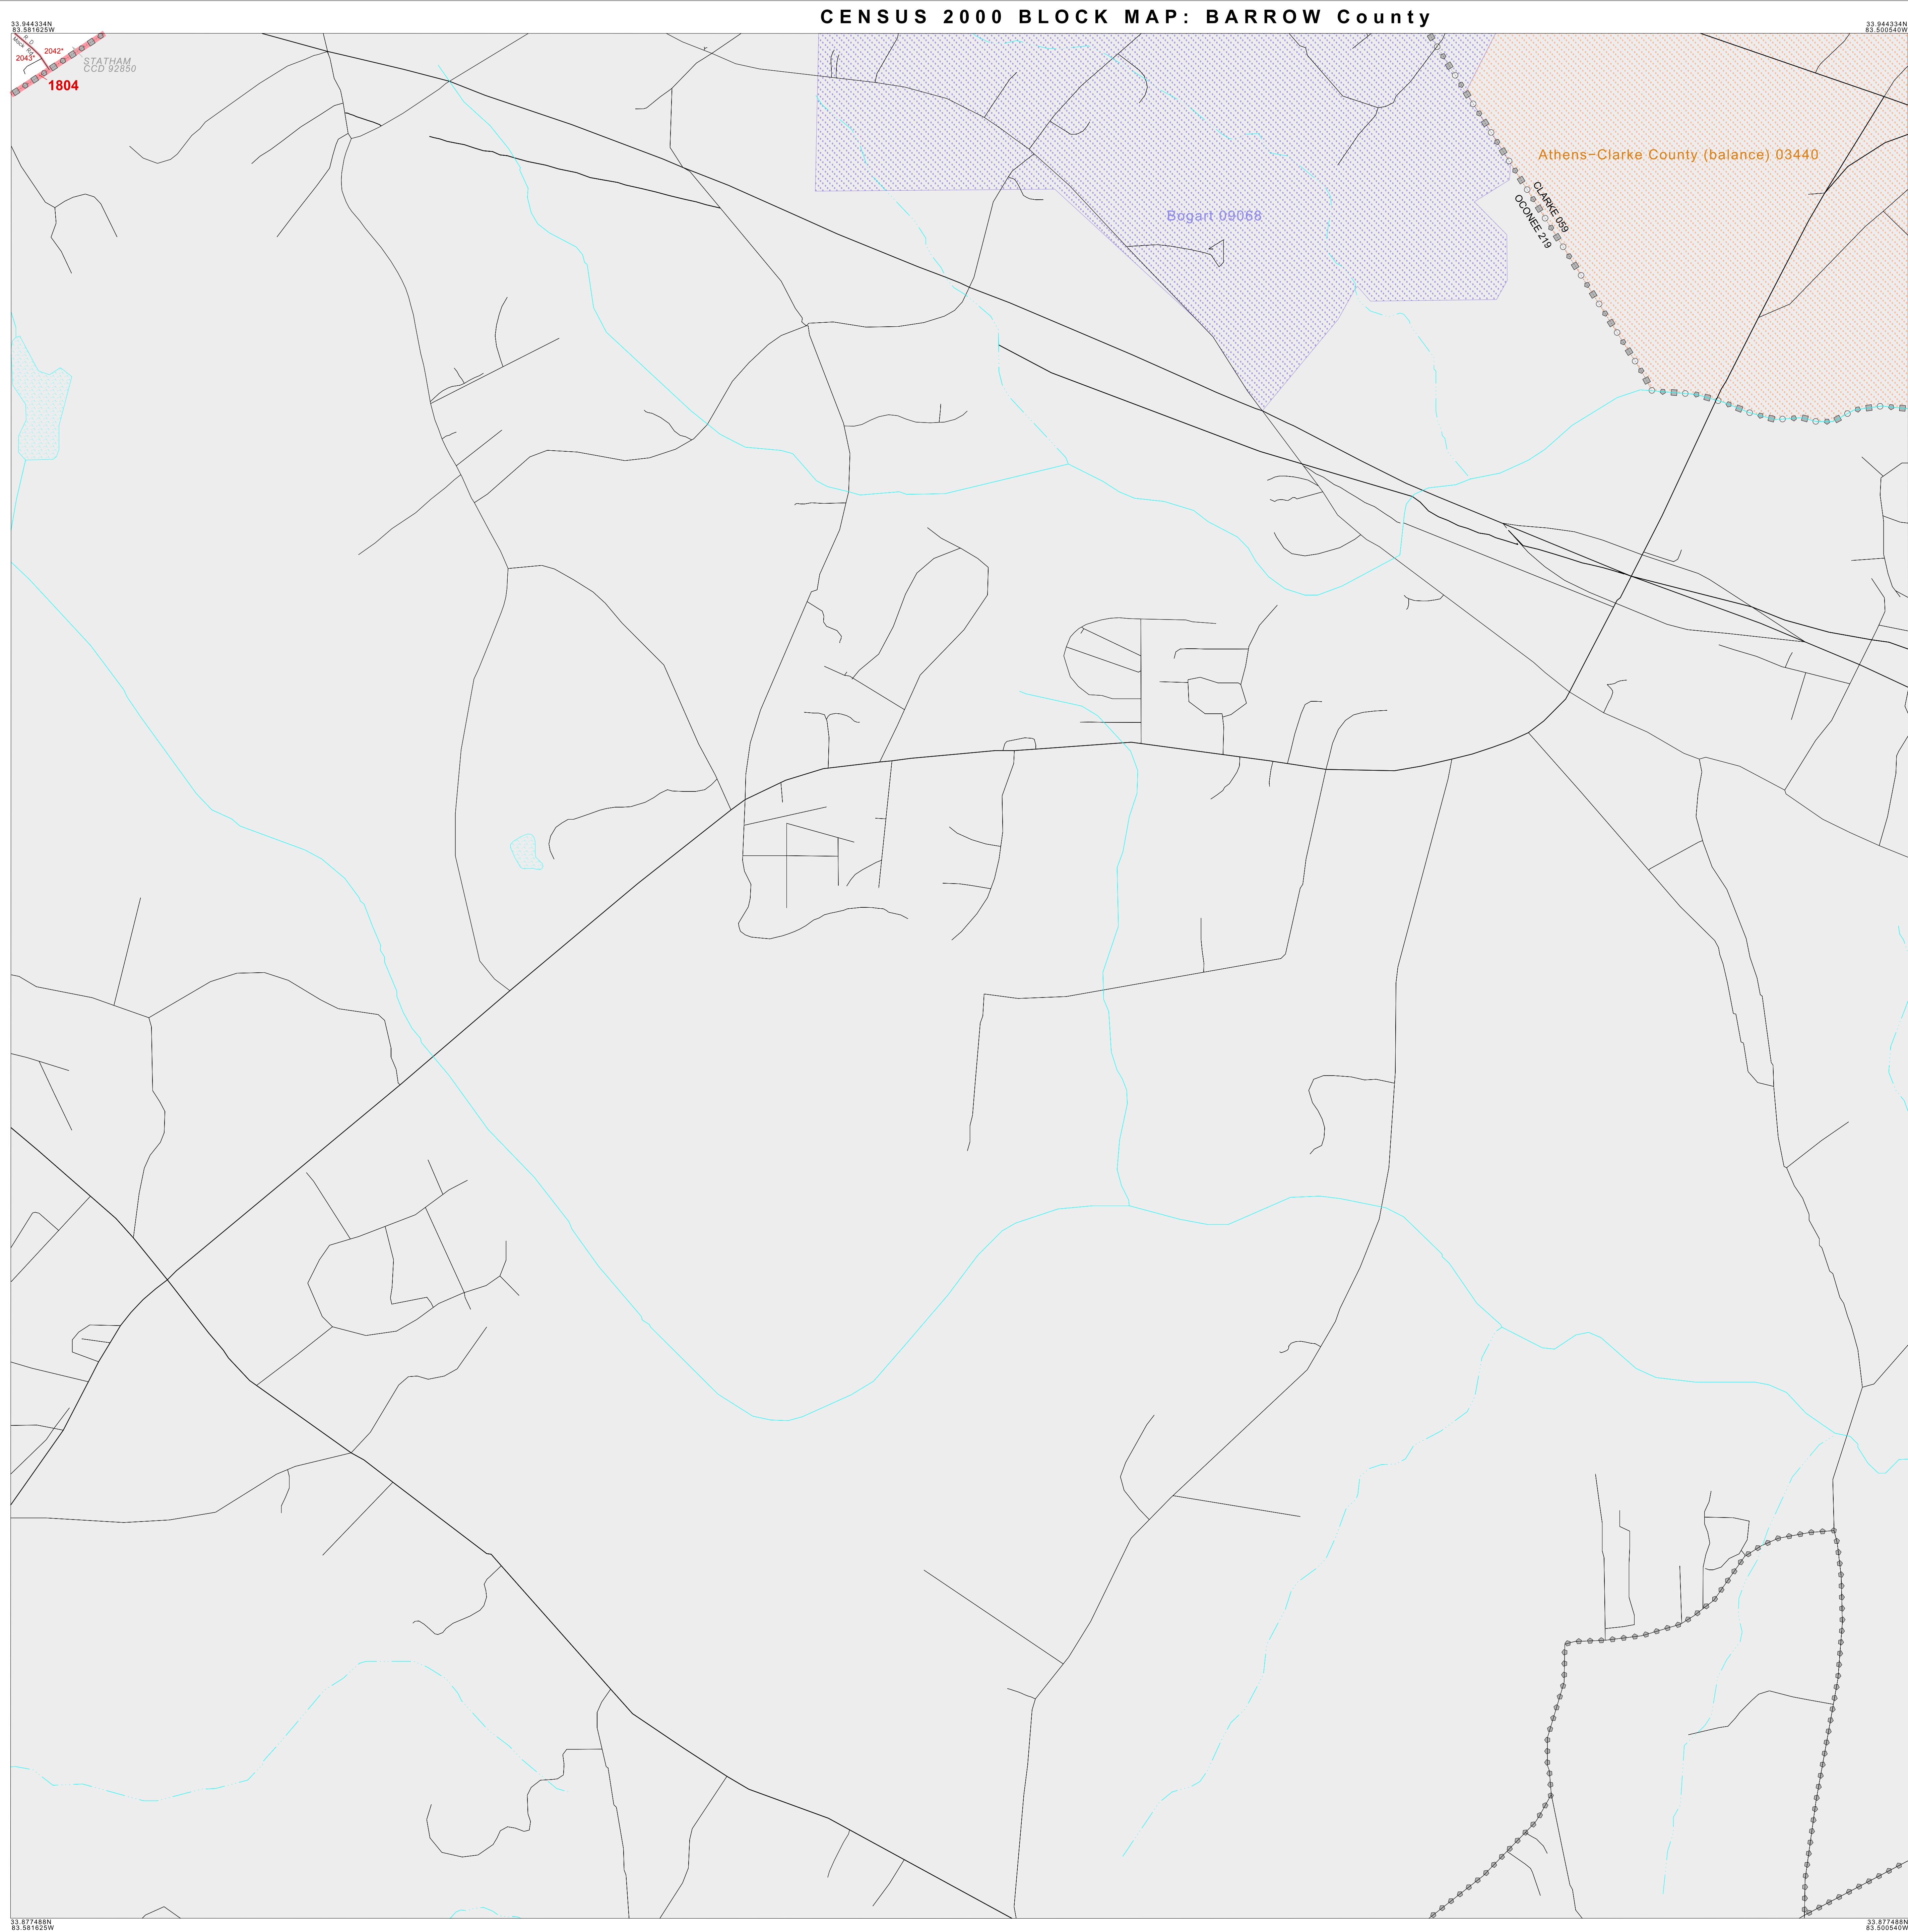 CENSUS 2000 BLOCK MAP: BARROW County
33.944334N
83.581625W
33.944334N
83.500540W
2042*
2043*
Mock Rd
STATHAM
CCD 92850
1804
Athens−Clarke County (balance) 03440
CLARKE 059
OCONEE 219
Bogart 09068
33.877488N
83.581625W
33.877488N
83.500540W